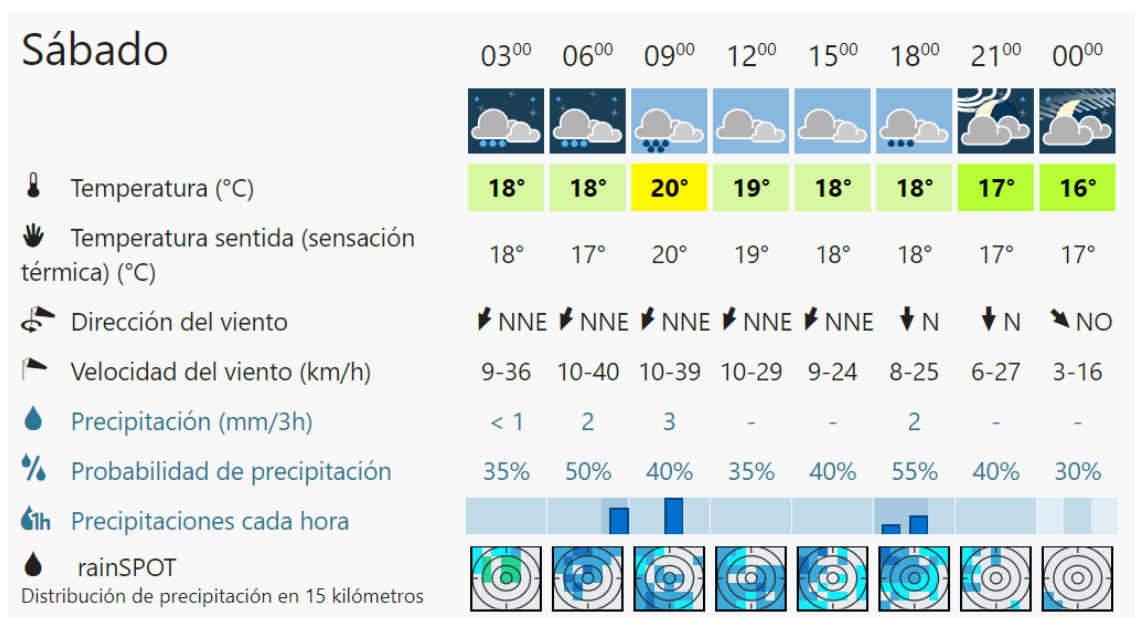 Sábado 03⁰⁰ 06⁰⁰ 09⁰⁰ 12⁰⁰ 15⁰⁰ 18⁰⁰ 21⁰⁰ 00⁰⁰
Temperatura (°C) 18° 18° 20° 19° 18° 18° 17° 16°
Temperatura sentida (sensación
térmica) (°C) 18° 17° 20° 19° 18° 18° 17° 17°
Dirección del viento NNE NNE NNE NNE NNE N N NO
Velocidad del viento (km/h) 9-36 10-40 10-39 10-29 9-24 8-25 6-27 3-16
Precipitación (mm/3h) < 1 2 3 - - 2 - -
Probabilidad de precipitación 35% 50% 40% 35% 40% 55% 40% 30%
1h Precipitaciones cada hora
rainSPOT
Distribución de precipitación en 15 kilómetros